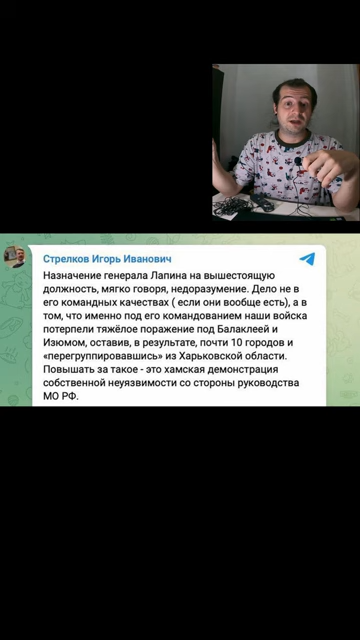 Стрелков Игорь Иванович
Назначение генерала Лапина на вышестоящую
должность, мягко говоря, недоразумение. Дело не в
его командных качествах ( если они вообще есть), а в
том, что именно под его командованием наши войска
потерпели тяжёлое поражение под Балаклеей и
Изюмом, оставив, в результате, почти 10 городов и
«перегруппировавшись» из Харьковской области.
Повышать за такое - это хамская демонстрация
собственной неуязвимости со стороны руководства
МО РФ.